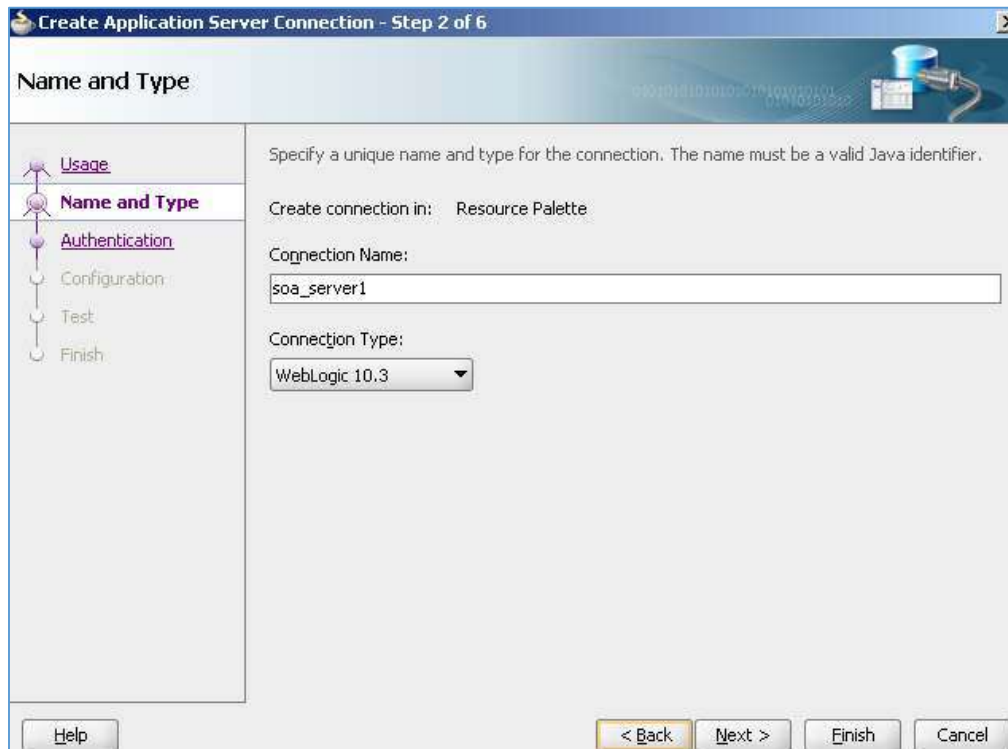 Create Application Server Connection - Step 2 of 6
Name and Type
Usage
Name and Type
Authentication
Configuration
Test
Finish
Specify a unique name and type for the connection. The name must be a valid Java identifier.
Create connection in: Resource Palette
Connection Name:
soa_server1
Connection Type:
WebLogic 10.3
Help
< Back
Next >
Finish
Cancel